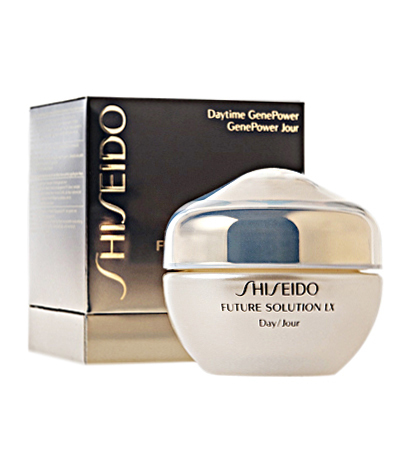 Daytime GenePower
GenePower Jour
SHISEIDO
F
SHISEIDO
FUTURE SOLUTION LX
Day/Jour